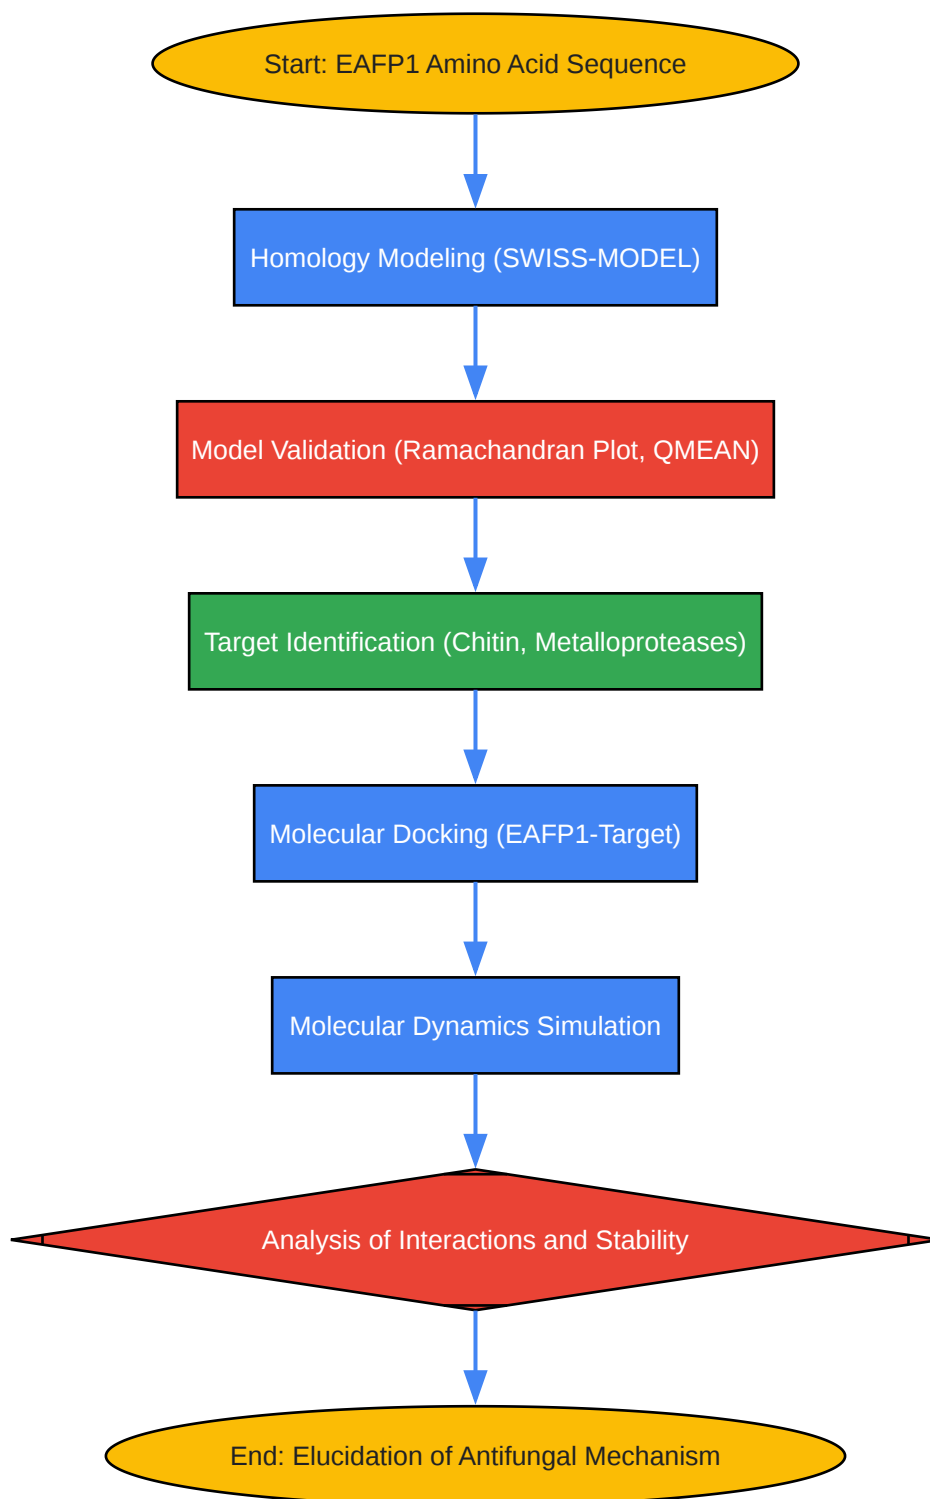 Start: EAFP1 Amino Acid Sequence
Homology Modeling (SWISS-MODEL)
Model Validation (Ramachandran Plot, QMEAN)
Target Identification (Chitin, Metalloproteases)
Molecular Docking (EAFP1-Target)
Molecular Dynamics Simulation
Analysis of Interactions and Stability
End: Elucidation of Antifungal Mechanism